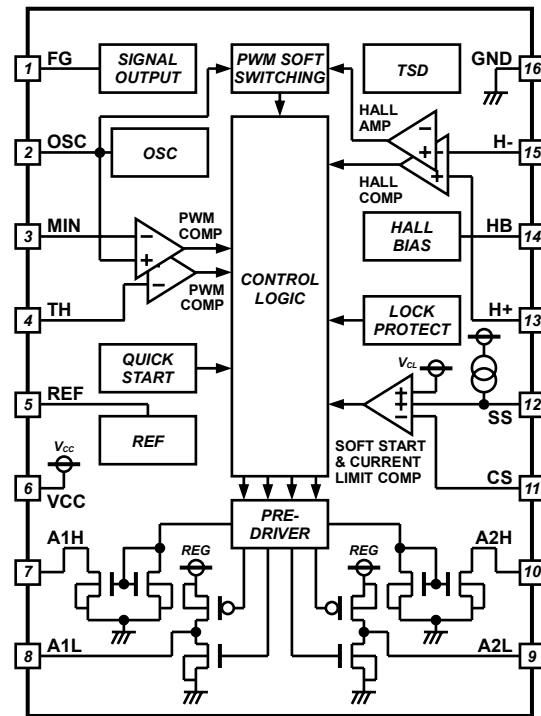 FG
1
SIGNAL
OUTPUT
PWM SOFT
SWITCHING
TSD
GND
16
OSC
2
OSC
HALL
AMP
HALL
COMP
H-
15
MIN
3
PWM
COMP
HALL
BIAS
HB
14
TH
4
PWM
COMP
CONTROL
LOGIC
LOCK
PROTECT
H+
13
QUICK
START
VCL
SS
12
REF
5
REF
SOFT START
& CURRENT
LIMIT COMP
CS
11
VCC
6
VCC
PRE-
DRIVER
A1H
7
REG
REG
A2H
10
A1L
8
A2L
9